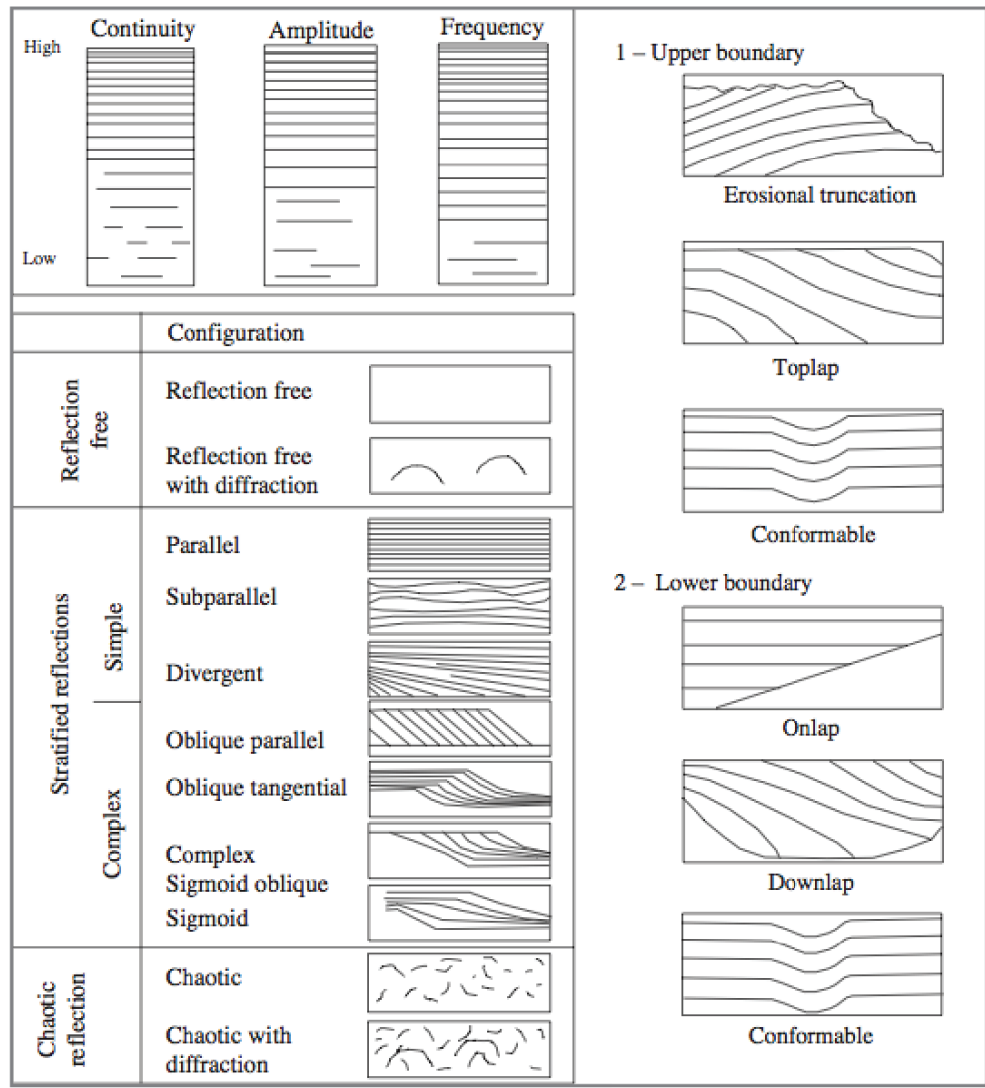 Continuity
Amplitude
Frequency
High
Low
Configuration
Reflection
free
Reflection free
Reflection free
with diffraction
Stratified reflections
Simple
Parallel
Subparallel
Divergent
Complex
Oblique parallel
Oblique tangential
Complex
Sigmoid oblique
Sigmoid
Chaotic
reflection
Chaotic
Chaotic with
diffraction
1 – Upper boundary
Erosional truncation
Toplap
Conformable
2 – Lower boundary
Onlap
Downlap
Conformable